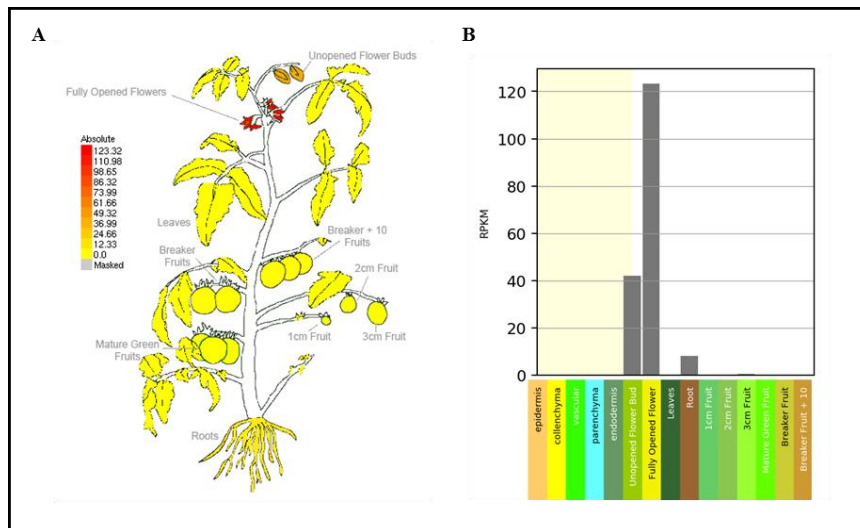 A
Unopened Flower Buds
Fully Opened Flowers
Absolute
123.32
110.98
98.65
86.32
73.99
61.66
49.32
36.99
24.66
12.33
0.0
Masked
Leaves
Breaker + 10
Fruits
Breaker
Fruits
2cm Fruit
1cm Fruit
3cm Fruit
Mature Green
Fruits
Roots
B
120
100
80
60
40
20
0
RPKM
epidermis
collenchyma
vascular
parenchyma
endodermis
Unopened Flower Bud
Fully Opened Flower
Leaves
Root
1cm Fruit
2cm Fruit
3cm Fruit
Mature Green Fruit
Breaker Fruit
Breaker Fruit + 10